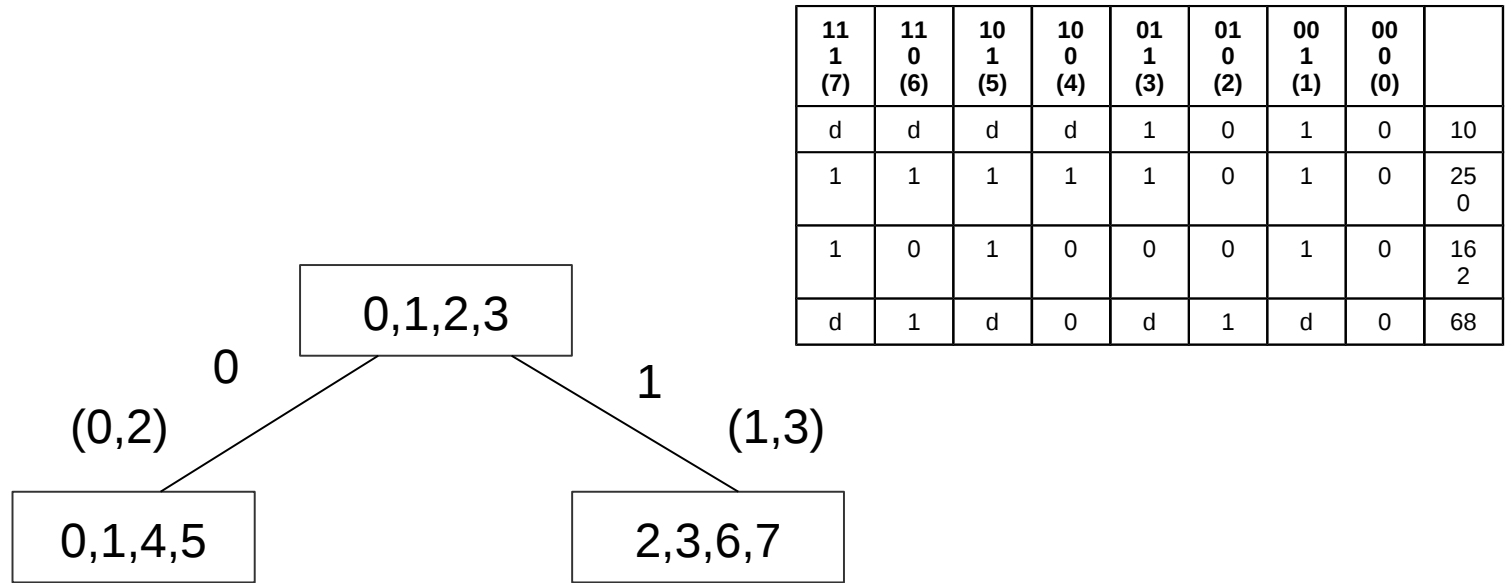 11 11 10 10 01 01 00 00
1 0 1 0 1 0 1 0
(7) (6) (5) (4) (3) (2) (1) (0)
d d d d 1 0 1 0 10
1 1 1 1 1 0 1 0 25
0
1 0 1 0 0 0 1 0 16
2
d 1 d 0 d 1 d 0 68
0,1,2,3
0
1
(0,2)
(1,3)
0,1,4,5
2,3,6,7